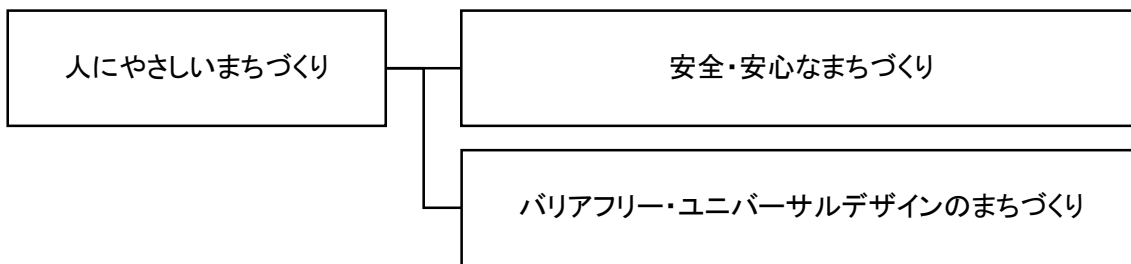 人にやさしいまちづくり
安全・安心なまちづくり
バリアフリー・ユニバーサルデザインのまちづくり